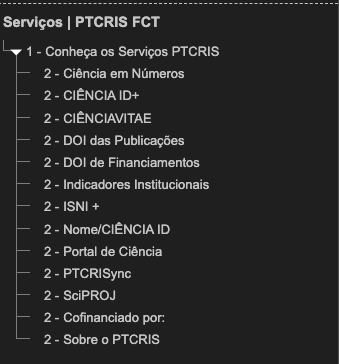 Serviços | PTCRIS FCT
1 - Conheça os Serviços PTCRIS
2 - Ciência em Números
2 - CIÊNCIA ID+
2 - CIÊNCIAVITAE
2 - DOI das Publicações
2 - DOI de Financiamentos
2 - Indicadores Institucionais
2 - ISNI +
2 - Nome/CIÊNCIA ID
2 - Portal de Ciência
2 - PTCRISync
2 - SciPROJ
2 - Cofinanciado por:
2 - Sobre o PTCRIS